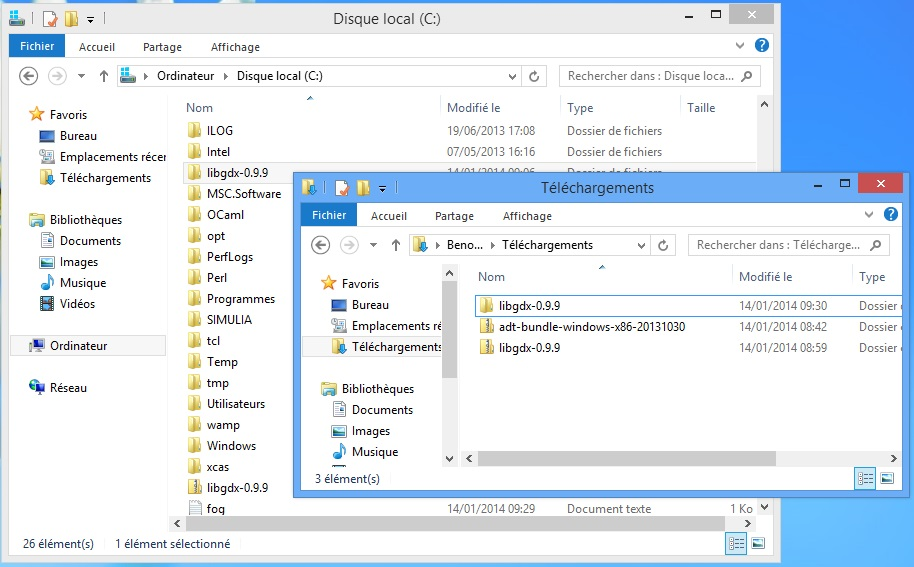 Disque local (C:)
Fichier Accueil Partage Affichage
Ordinateur Disque local (C:) Rechercher dans : Disque loca...
Favoris
Bureau
Emplacements récer
Téléchargements
Bibliothèques
Documents
Images
Musique
Vidéos
Ordinateur
Réseau
Nom Modifié le Type Taille
ILOG 19/06/2013 17:08 Dossier de fichiers
Intel 07/05/2013 16:16 Dossier de fichiers
libgdx-0.9.9 14/01/2014 09:06 Dossier de fichiers
MSC.Software
OCaml
opt
PerfLogs
Perl
Programmes
SIMULIA
tcl
Temp
tmp
Utilisateurs
wamp
Windows
xcas
libgdx-0.9.9
fog 14/01/2014 09:29 Document texte 1 Ko
26 élément(s) 1 élément sélectionné
Téléchargements
Fichier Accueil Partage Affichage
Beno... Téléchargements Rechercher dans : Télécharge...
Favoris
Bureau
Emplacements ré
Téléchargements
Bibliothèques
Documents
Images
Musique
Nom Modifié le Type
libgdx-0.9.9 14/01/2014 09:30 Dossier
adt-bundle-windows-x86-20131030 14/01/2014 08:42 Dossier
libgdx-0.9.9 14/01/2014 08:59 Dossier
3 élément(s)